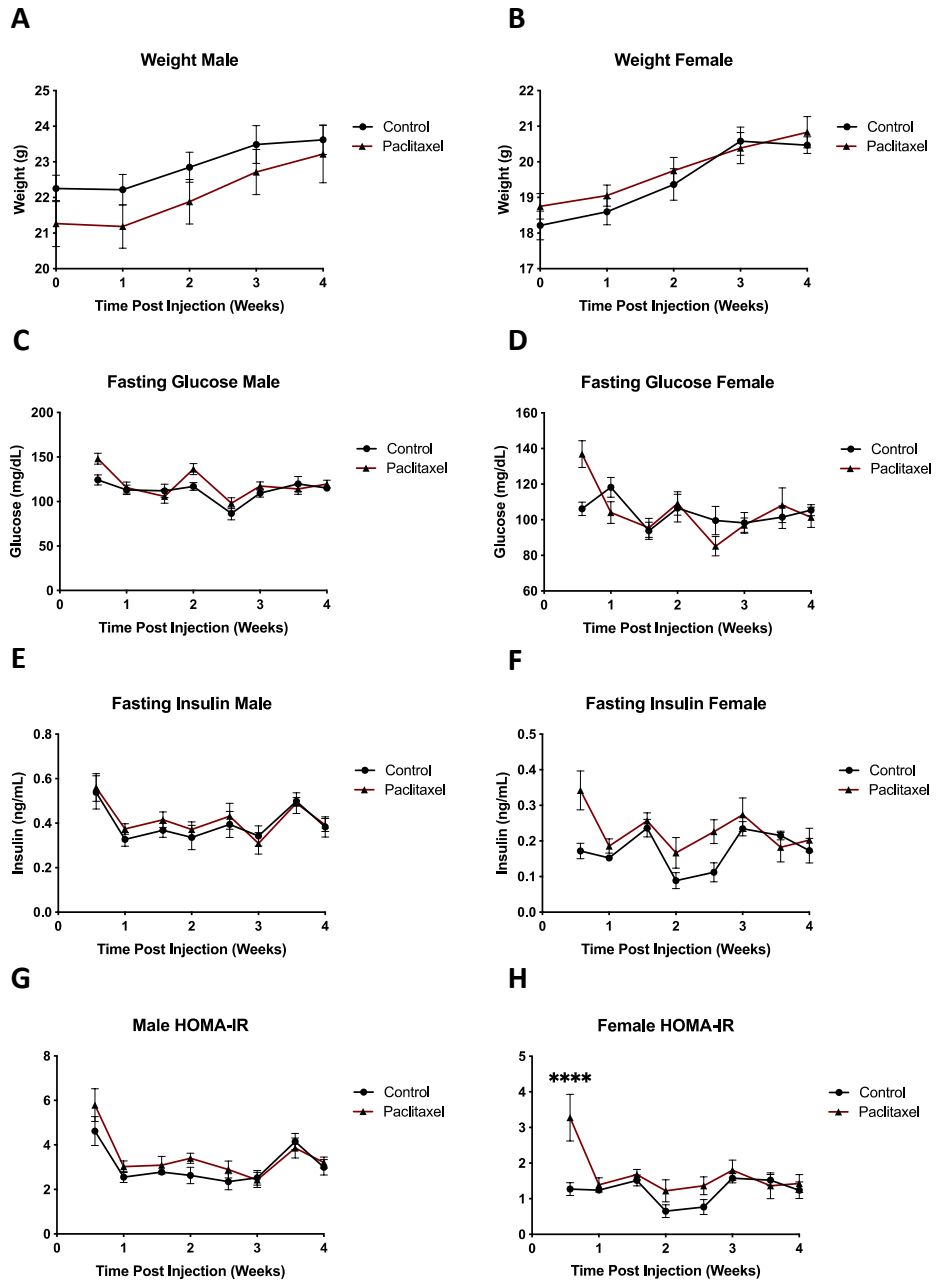 A
B
Weight Male
Weight Female
25
24
23
22
21
20
Weight (g)
0 1 2 3 4
Time Post Injection (Weeks)
Control
Paclitaxel
22
21
20
19
18
17
Weight (g)
0 1 2 3 4
Time Post Injection (Weeks)
Control
Paclitaxel
C
D
Fasting Glucose Male
Fasting Glucose Female
200
150
100
50
0
Glucose (mg/dL)
0 1 2 3 4
Time Post Injection (Weeks)
Control
Paclitaxel
160
140
120
100
80
60
Glucose (mg/dL)
0 1 2 3 4
Time Post Injection (Weeks)
Control
Paclitaxel
E
F
Fasting Insulin Male
Fasting Insulin Female
0.8
0.6
0.4
0.2
0.0
Insulin (ng/mL)
0 1 2 3 4
Time Post Injection (Weeks)
Control
Paclitaxel
0.5
0.4
0.3
0.2
0.1
0.0
Insulin (ng/mL)
0 1 2 3 4
Time Post Injection (Weeks)
Control
Paclitaxel
G
H
Male HOMA-IR
Female HOMA-IR
8
6
4
2
0
0 1 2 3 4
Time Post Injection (Weeks)
Control
Paclitaxel
5
4
3
2
1
0
****
0 1 2 3 4
Time Post Injection (Weeks)
Control
Paclitaxel